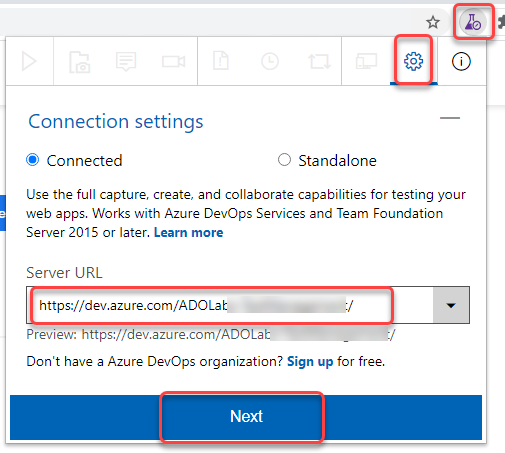 Connection settings
Connected
Standalone
Use the full capture, create, and collaborate capabilities for testing your
web apps. Works with Azure DevOps Services and Team Foundation
Server 2015 or later. Learn more
Server URL
https://dev.azure.com/ADOLab /
Preview: https://dev.azure.com/ADOLab /
Don't have a Azure DevOps organization? Sign up for free.
Next